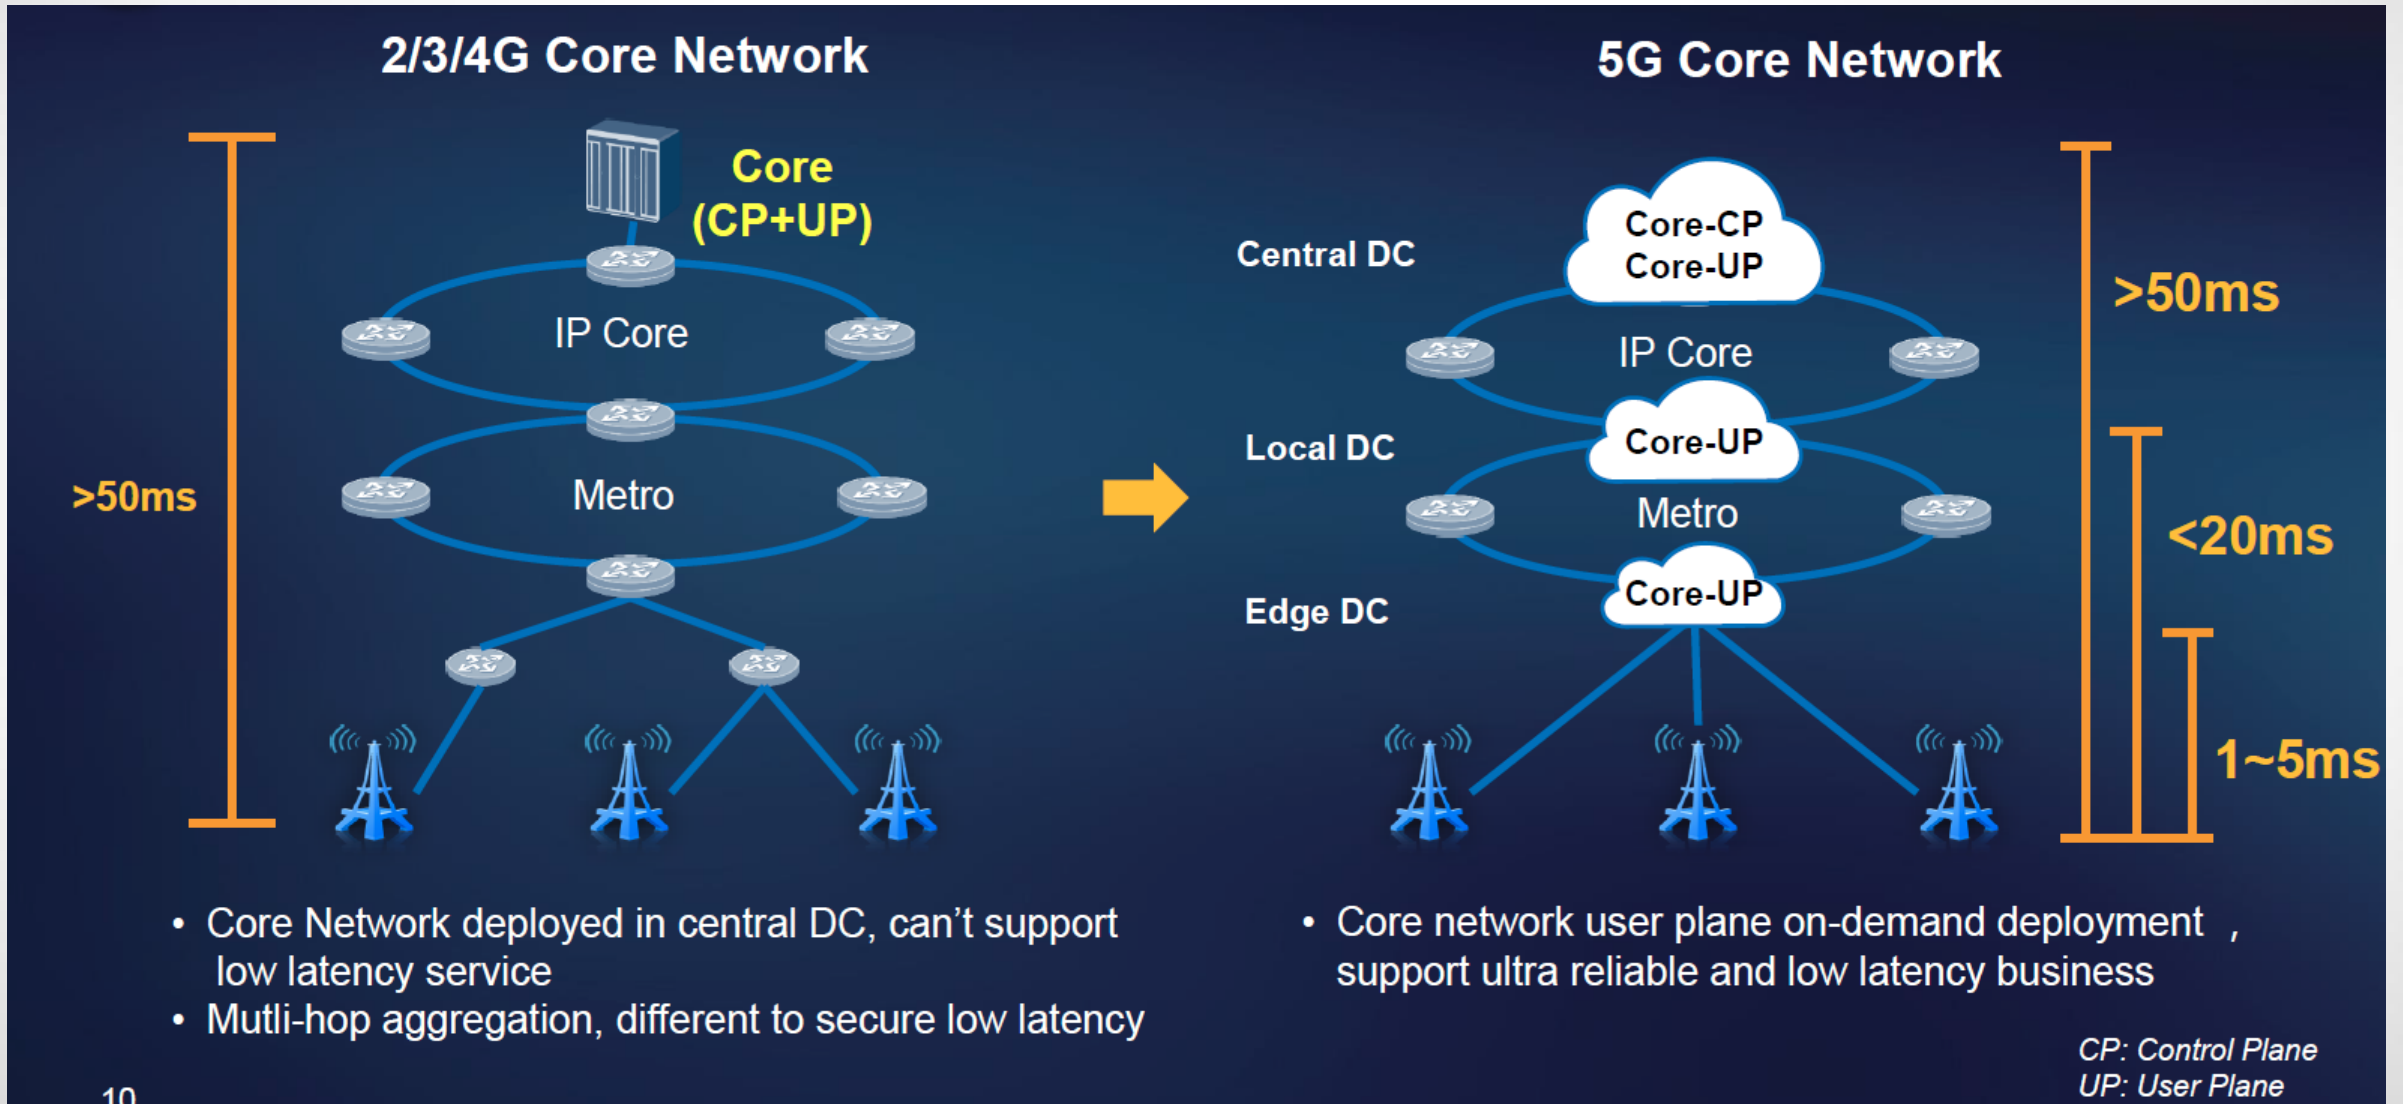 2/3/4G Core Network
Core
(CP+UP)
IP Core
Metro
>50ms
• Core Network deployed in central DC, can't support
low latency service
• Mutli-hop aggregation, different to secure low latency
10
5G Core Network
Central DC
Core-CP
Core-UP
IP Core
Local DC
Core-UP
Metro
Edge DC
Core-UP
>50ms
<20ms
1~5ms
• Core network user plane on-demand deployment ,
support ultra reliable and low latency business
CP: Control Plane
UP: User Plane